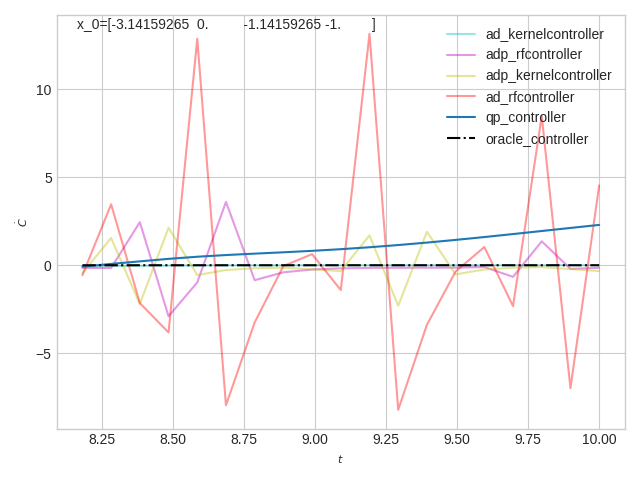 x_0=[-3.14159265 0. -1.14159265 -1. ]
ad_kernelcontroller
adp_rfcontroller
adp_kernelcontroller
ad_rfcontroller
qp_controller
oracle_controller
10
5
0
−5
Ċ
8.25 8.50 8.75 9.00 9.25 9.50 9.75 10.00
t